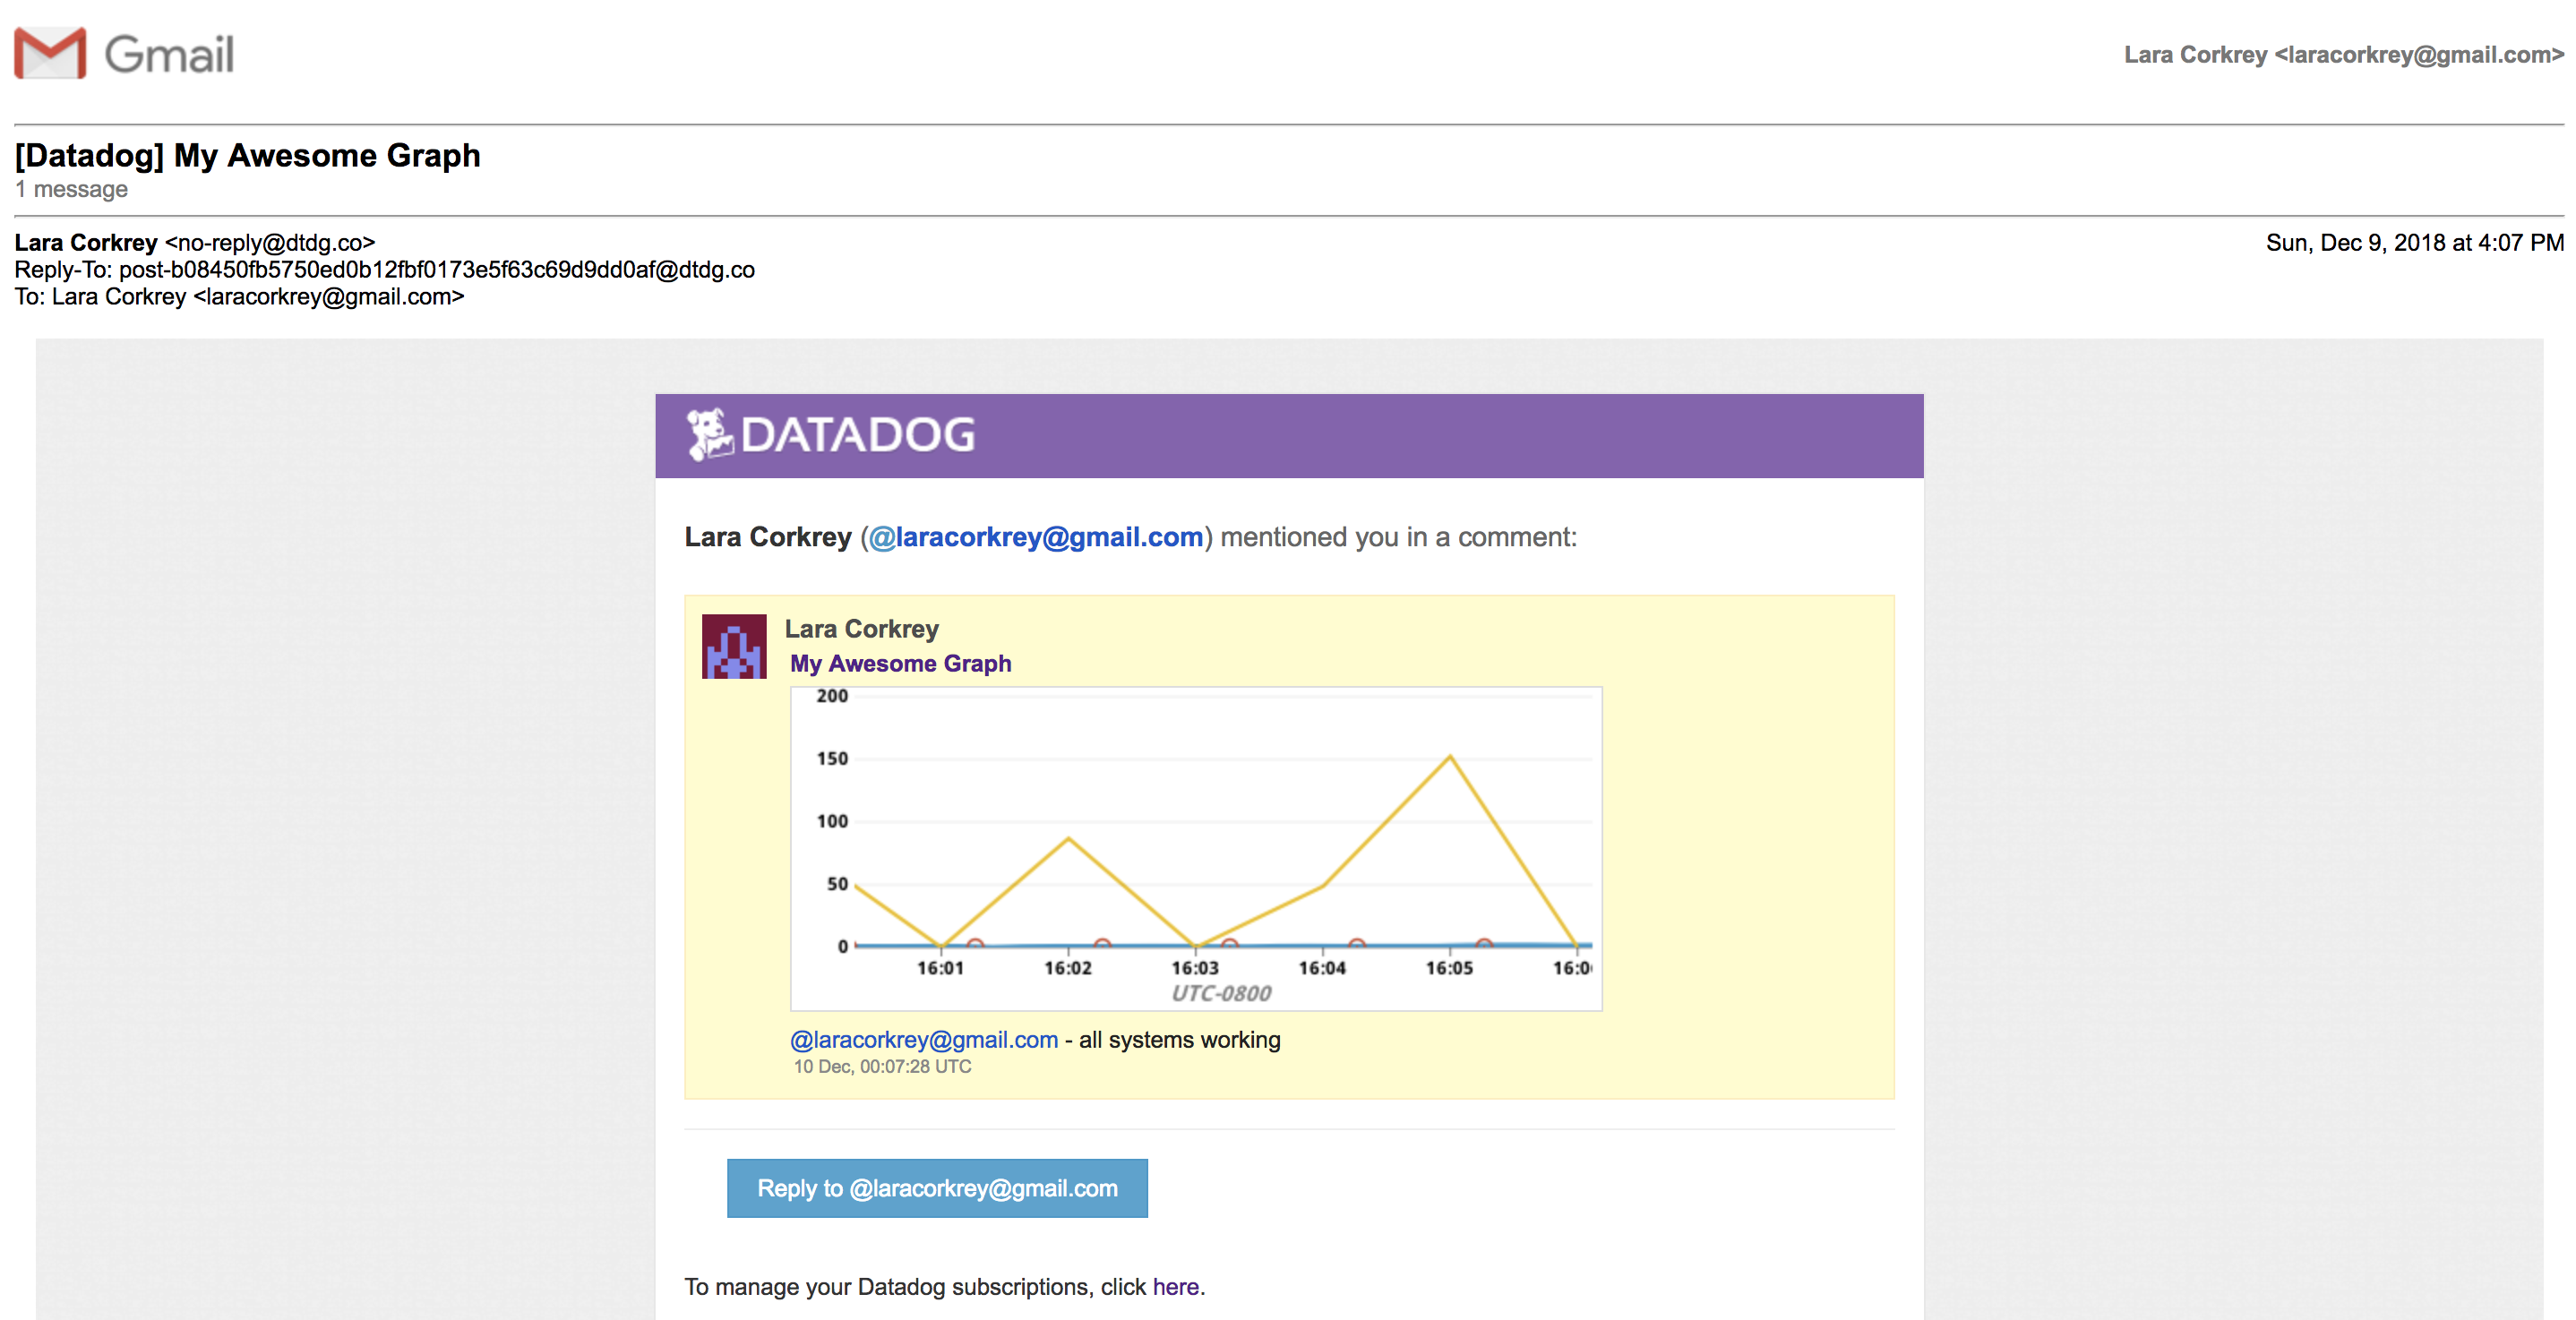 Gmail
Lara Corkrey <laracorkrey@gmail.com>
[Datadog] My Awesome Graph
1 message
Lara Corkrey <no-reply@dtdg.co>
Sun, Dec 9, 2018 at 4:07 PM
Reply-To: post-b08450fb5750ed0b12fbf0173e5f63c69d9dd0af@dtdg.co
To: Lara Corkrey <laracorkrey@gmail.com>
DATADOG
Lara Corkrey (@laracorkrey@gmail.com) mentioned you in a comment:
Lara Corkrey
My Awesome Graph
200
150
100
50
0
16:01 16:02 16:03 16:04 16:05
UTC-0800
@laracorkrey@gmail.com - all systems working
10 Dec, 00:07:28 UTC
Reply to @laracorkrey@gmail.com
To manage your Datadog subscriptions, click here.